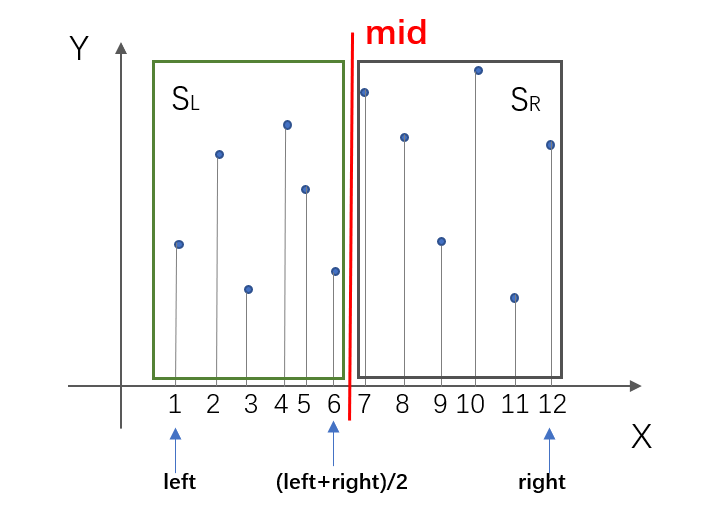 mid
Y
SL
SR
1 2 3 4 5 6 7 8 9 10 11 12
X
left (left+right)/2 right